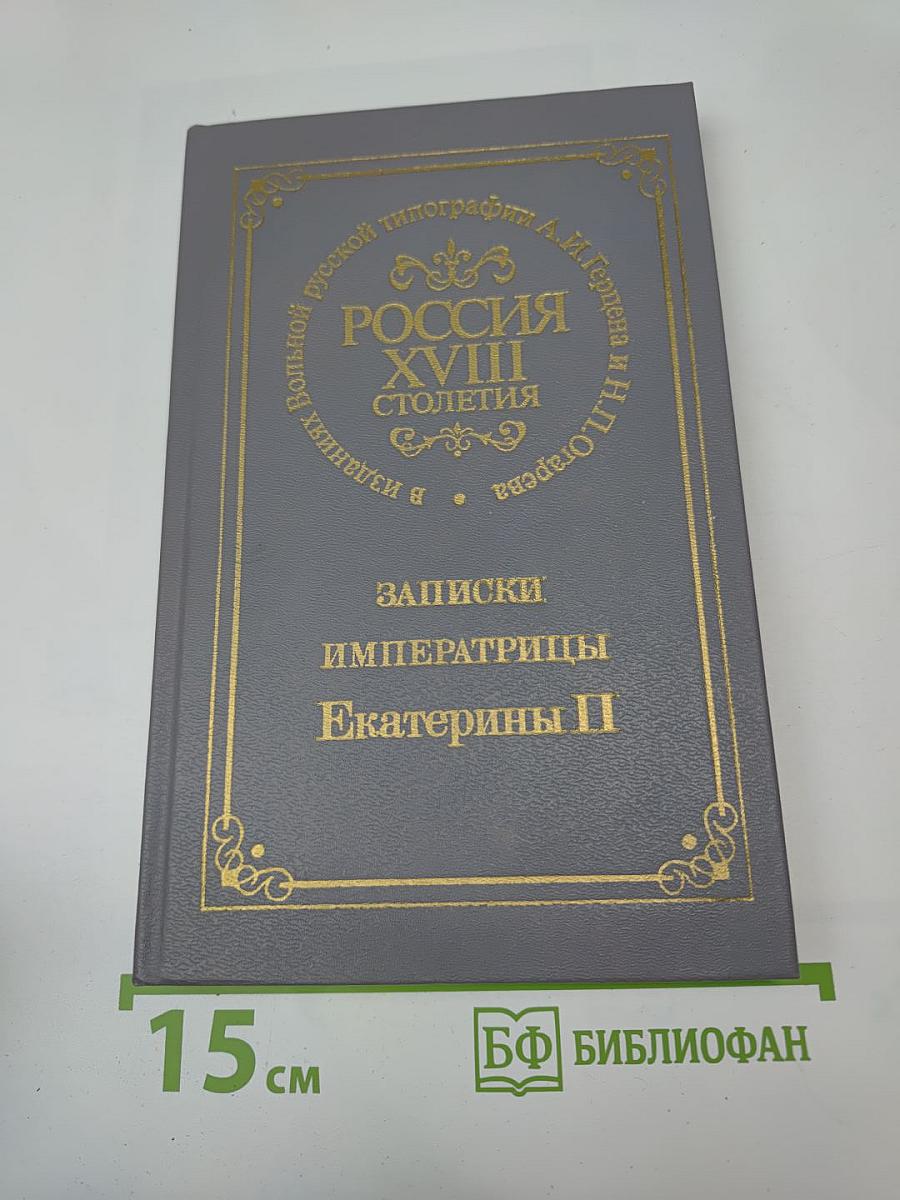 в изданиях Вольной русской типографии А.И.Герцена и Н.П.Огарева
РОССИЯ
XVIII
СТОЛЕТИЯ
ЗАПИСКИ
ИМПЕРАТРИЦЫ
Екатерины II
15 см
БФ БИБЛИОФАН